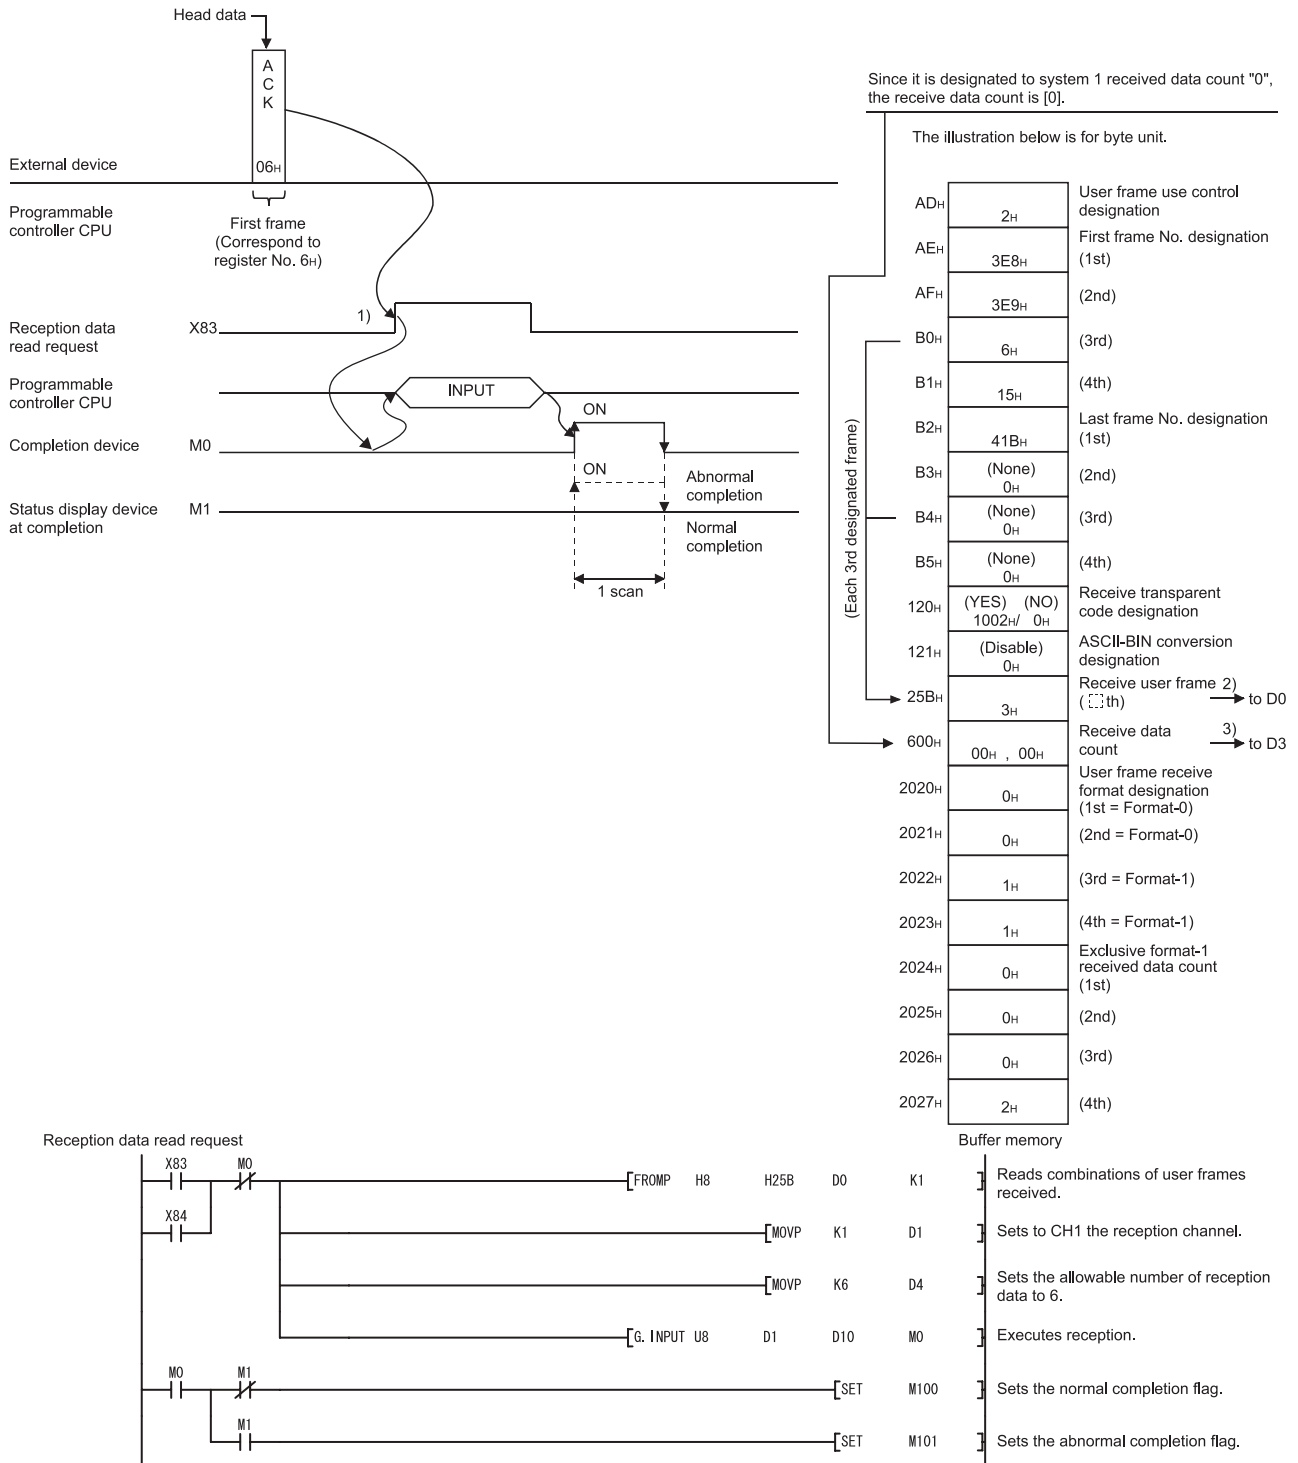 Head data
A
C
K
06H
External device
Programmable
controller CPU
First frame
(Correspond to
register No. 6H)
Reception data
read request
X83
1)
Programmable
controller CPU
INPUT
Completion device
M0
ON
ON
Abnormal
completion
Status display device
at completion
M1
Normal
completion
1 scan
Since it is designated to system 1 received data count "0",
the receive data count is [0].
The illustration below is for byte unit.
(Each 3rd designated frame)
ADH
2H
User frame use control
designation
AEH
3E8H
First frame No. designation
(1st)
AFH
3E9H
(2nd)
B0H
6H
(3rd)
B1H
15H
(4th)
B2H
41BH
Last frame No. designation
(1st)
B3H
(None)
0H
(2nd)
B4H
(None)
0H
(3rd)
B5H
(None)
0H
(4th)
120H
(YES) (NO)
1002H/ 0H
Receive transparent
code designation
121H
(Disable)
0H
ASCII-BIN conversion
designation
25BH
3H
Receive user frame
( th)
2)
to D0
600H
00H , 00H
Receive data
count
3)
to D3
2020H
0H
User frame receive
format designation
(1st = Format-0)
2021H
0H
(2nd = Format-0)
2022H
1H
(3rd = Format-1)
2023H
1H
(4th = Format-1)
2024H
0H
Exclusive format-1
received data count
(1st)
2025H
0H
(2nd)
2026H
0H
(3rd)
2027H
2H
(4th)
Buffer memory
Reception data read request
X83 M0
FROMP H8 H25B D0 K1
Reads combinations of user frames
received.
X84
MOVP K1 D1
Sets to CH1 the reception channel.
MOVP K6 D4
Sets the allowable number of reception
data to 6.
G.INPUT U8 D1 D10 M0
Executes reception.
M0 M1
SET M100
Sets the normal completion flag.
M1
SET M101
Sets the abnormal completion flag.